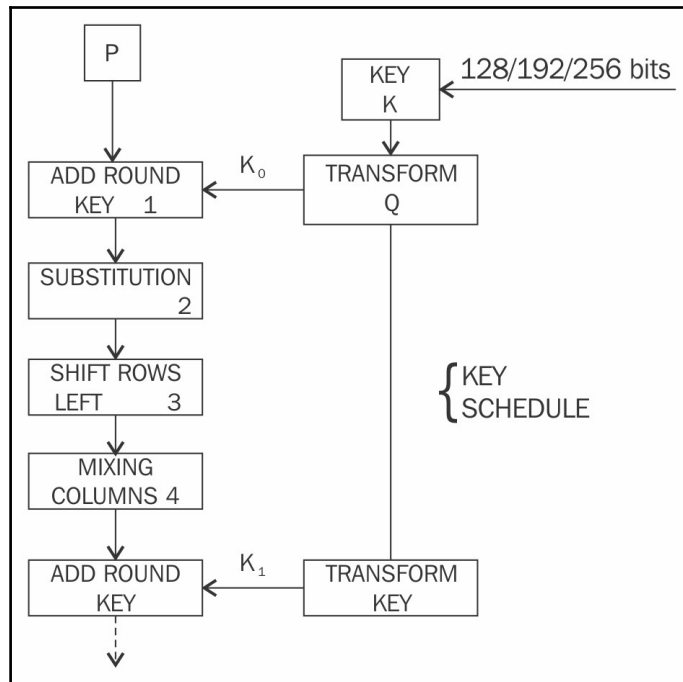 P
KEY
K
128/192/256 bits
ADD ROUND
KEY 1
K₀
TRANSFORM
Q
SUBSTITUTION
2
SHIFT ROWS
LEFT 3
KEY
SCHEDULE
MIXING
COLUMNS 4
ADD ROUND
KEY
K₁
TRANSFORM
KEY